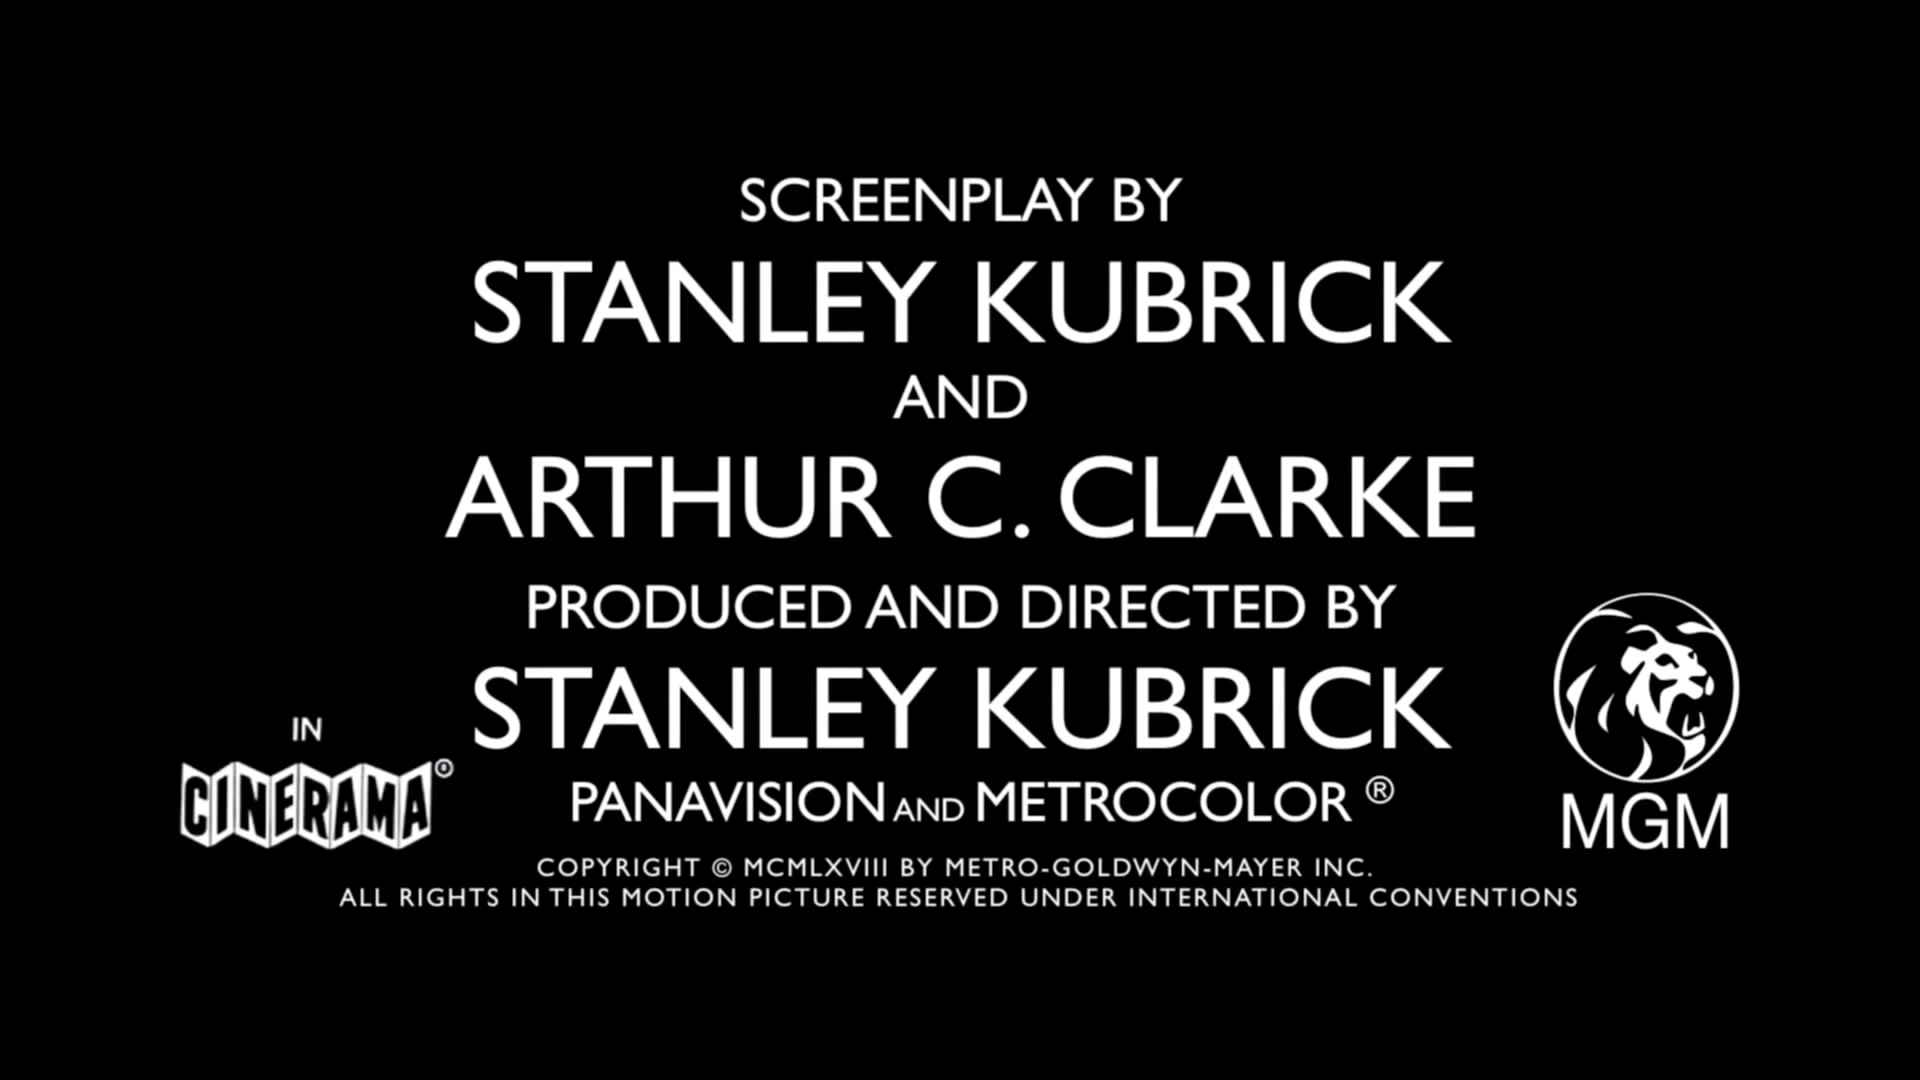 SCREENPLAY BY
STANLEY KUBRICK
AND
ARTHUR C. CLARKE
PRODUCED AND DIRECTED BY
STANLEY KUBRICK
IN
CINERAMA®
PANAVISION AND METROCOLOR ®
MGM
COPYRIGHT © MCMLXVIII BY METRO-GOLDWYN-MAYER INC.
ALL RIGHTS IN THIS MOTION PICTURE RESERVED UNDER INTERNATIONAL CONVENTIONS